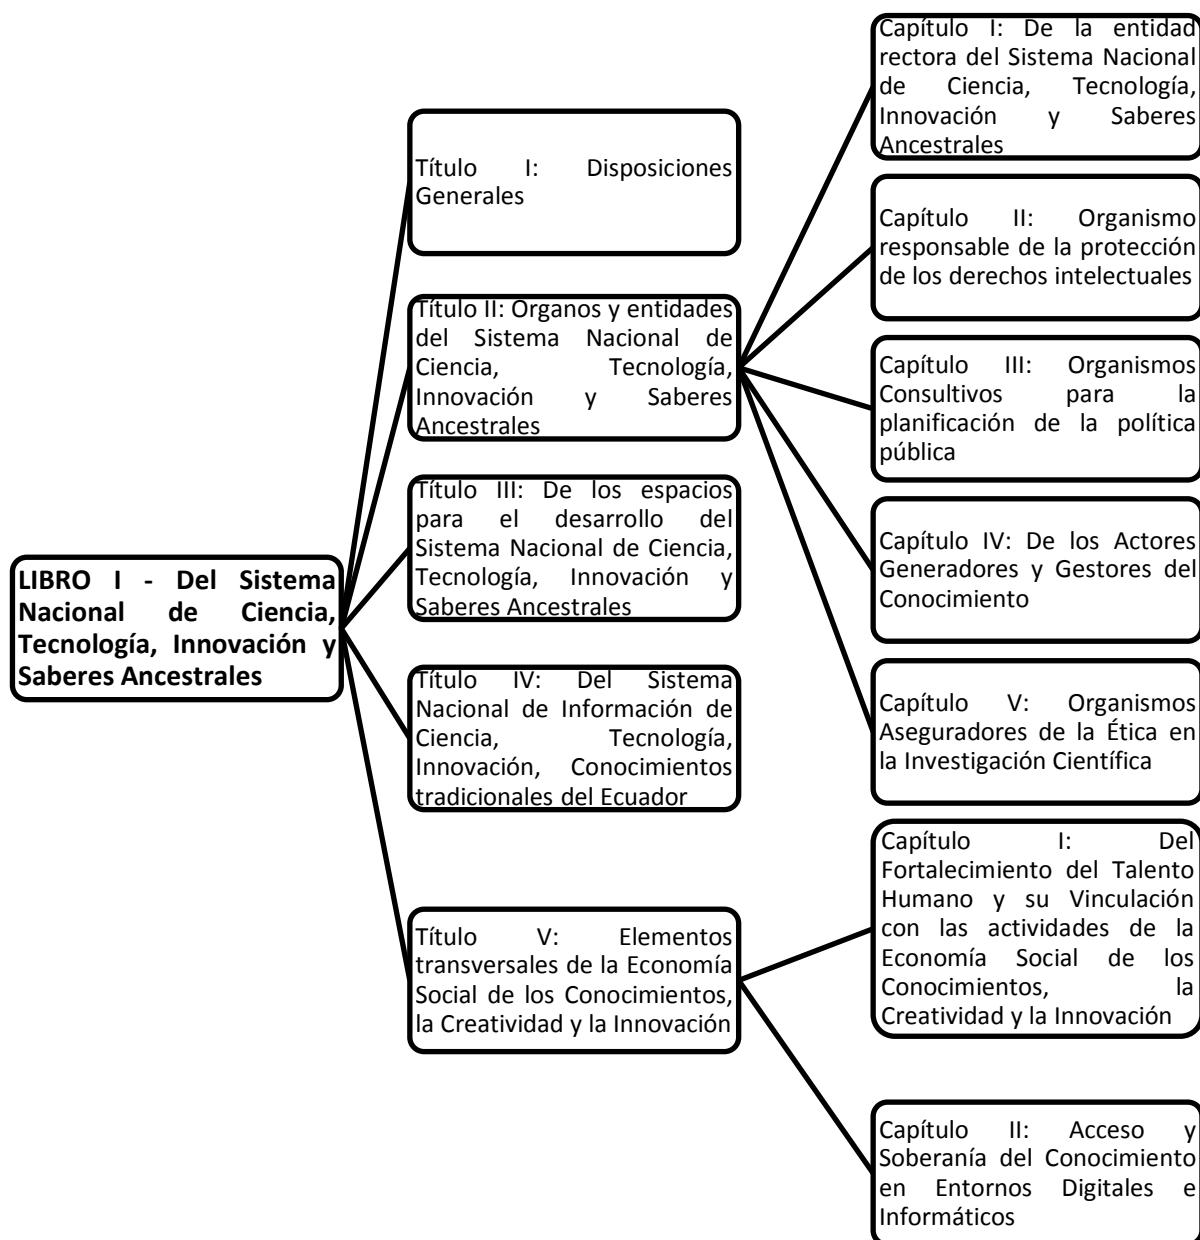 LIBRO I - Del Sistema
Nacional de Ciencia,
Tecnología, Innovación y
Saberes Ancestrales
Título I: Disposiciones
Generales
Título II: Organos y entidades
del Sistema Nacional de
Ciencia, Tecnología,
Innovación y Saberes
Ancestrales
Capítulo I: De la entidad
rectora del Sistema Nacional
de Ciencia, Tecnología,
Innovación y Saberes
Ancestrales
Capítulo II: Organismo
responsable de la protección
de los derechos intelectuales
Capítulo III: Organismos
Consultivos para la
planificación de la política
pública
Capítulo IV: De los Actores
Generadores y Gestores del
Conocimiento
Capítulo V: Organismos
Aseguradores de la Ética en
la Investigación Científica
Título III: De los espacios
para el desarrollo del
Sistema Nacional de Ciencia,
Tecnología, Innovación y
Saberes Ancestrales
Título IV: Del Sistema
Nacional de Información de
Ciencia, Tecnología,
Innovación, Conocimientos
tradicionales del Ecuador
Título V: Elementos
transversales de la Economía
Social de los Conocimientos,
la Creatividad y la Innovación
Capítulo I: Del
Fortalecimiento del Talento
Humano y su Vinculación
con las actividades de la
Economía Social de los
Conocimientos, la
Creatividad y la Innovación
Capítulo II: Acceso y
Soberanía del Conocimiento
en Entornos Digitales e
Informáticos